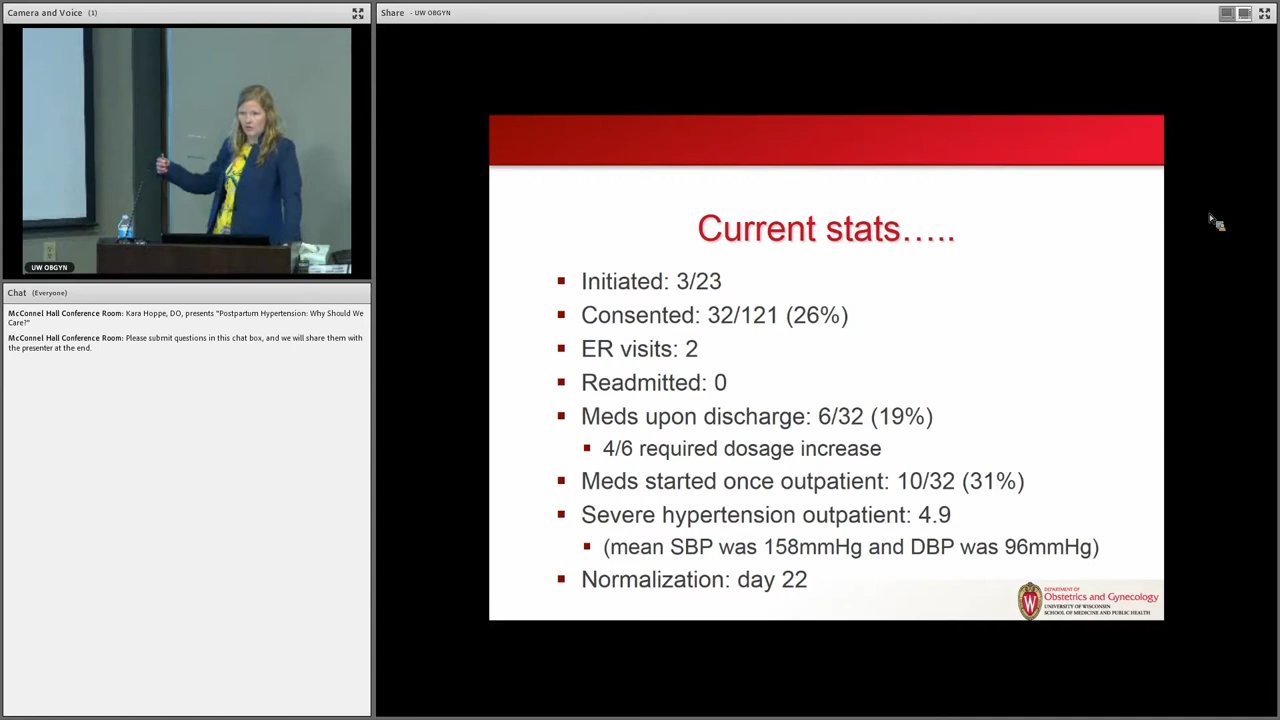 Camera and Voice (1)
Share - UW OBGYN
UW OBGYN
Chat (Everyone)
McConnel Hall Conference Room: Kara Hoppe, DO, presents "Postpartum Hypertension: Why Should We
Care?"
McConnel Hall Conference Room: Please submit questions in this chat box, and we will share them with
the presenter at the end.
Current stats…..
Initiated: 3/23
Consented: 32/121 (26%)
ER visits: 2
Readmitted: 0
Meds upon discharge: 6/32 (19%)
4/6 required dosage increase
Meds started once outpatient: 10/32 (31%)
Severe hypertension outpatient: 4.9
(mean SBP was 158mmHg and DBP was 96mmHg)
Normalization: day 22
W
DEPARTMENT OF
Obstetrics and Gynecology
UNIVERSITY OF WISCONSIN
SCHOOL OF MEDICINE AND PUBLIC HEALTH